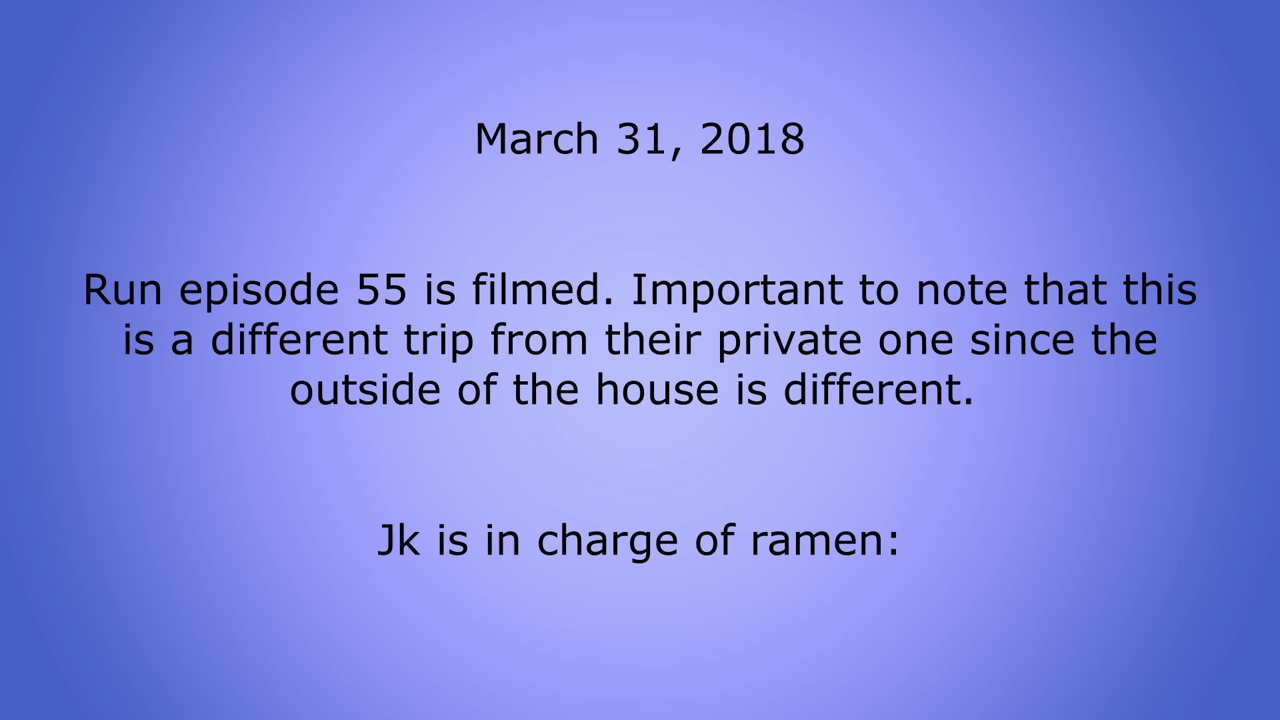 March 31, 2018
Run episode 55 is filmed. Important to note that this
is a different trip from their private one since the
outside of the house is different.
Jk is in charge of ramen: